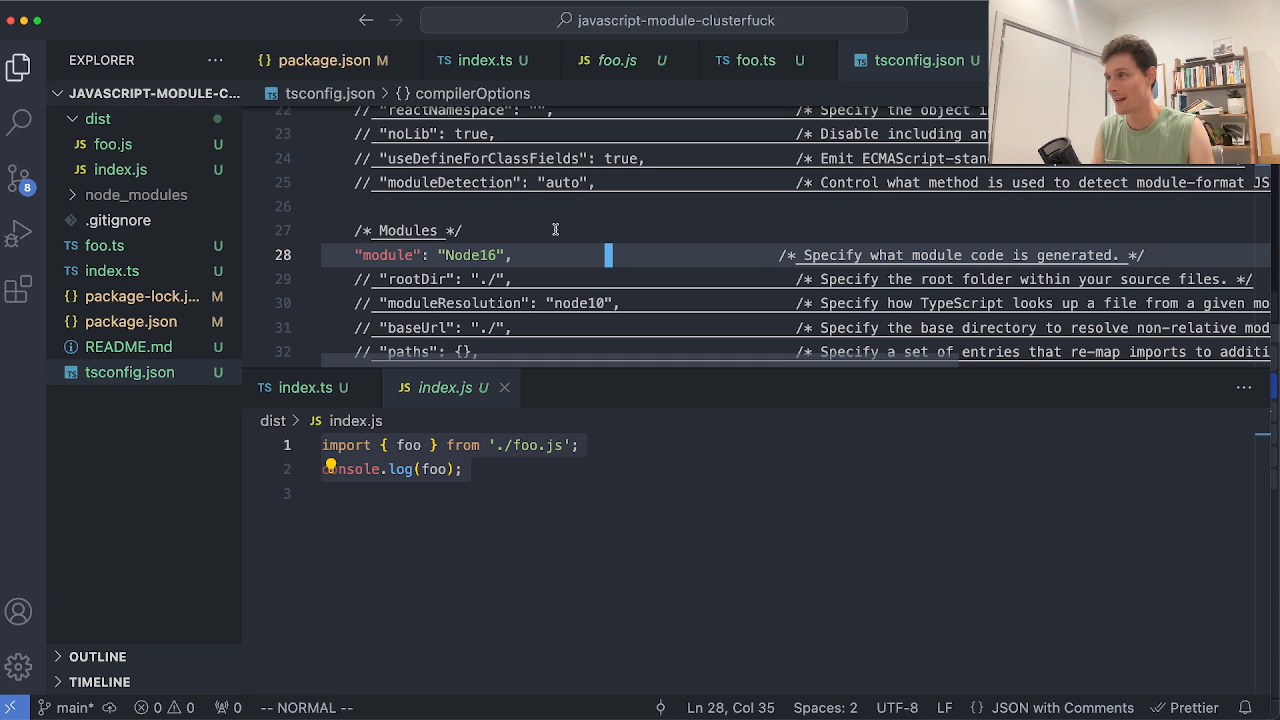 javascript-module-clusterfuck
EXPLORER
JAVASCRIPT-MODULE-C...
dist
foo.js U
index.js U
node_modules
.gitignore
foo.ts U
index.ts U
package-lock.j... M
package.json M
README.md U
tsconfig.json U
OUTLINE
TIMELINE
package.json M
index.ts U
foo.js U
foo.ts U
tsconfig.json U
tsconfig.json > {} compilerOptions
22 // "reactNamespace": "", /* Specify the object i
23 // "noLib": true, /* Disable including an
24 // "useDefineForClassFields": true, /* Emit ECMAScript-stan
25 // "moduleDetection": "auto", /* Control what method is used to detect module-format JS
26
27 /* Modules */
28 "module": "Node16", /* Specify what module code is generated. */
29 // "rootDir": "./", /* Specify the root folder within your source files. */
30 // "moduleResolution": "node10", /* Specify how TypeScript looks up a file from a given mo
31 // "baseUrl": "./", /* Specify the base directory to resolve non-relative mod
32 // "paths": {}, /* Specify a set of entries that re-map imports to additi
index.ts U
index.js U
dist > JS index.js
1 import { foo } from './foo.js';
2 console.log(foo);
3
8
main* 0 0 0 -- NORMAL -- Ln 28, Col 35 Spaces: 2 UTF-8 LF {} JSON with Comments Prettier